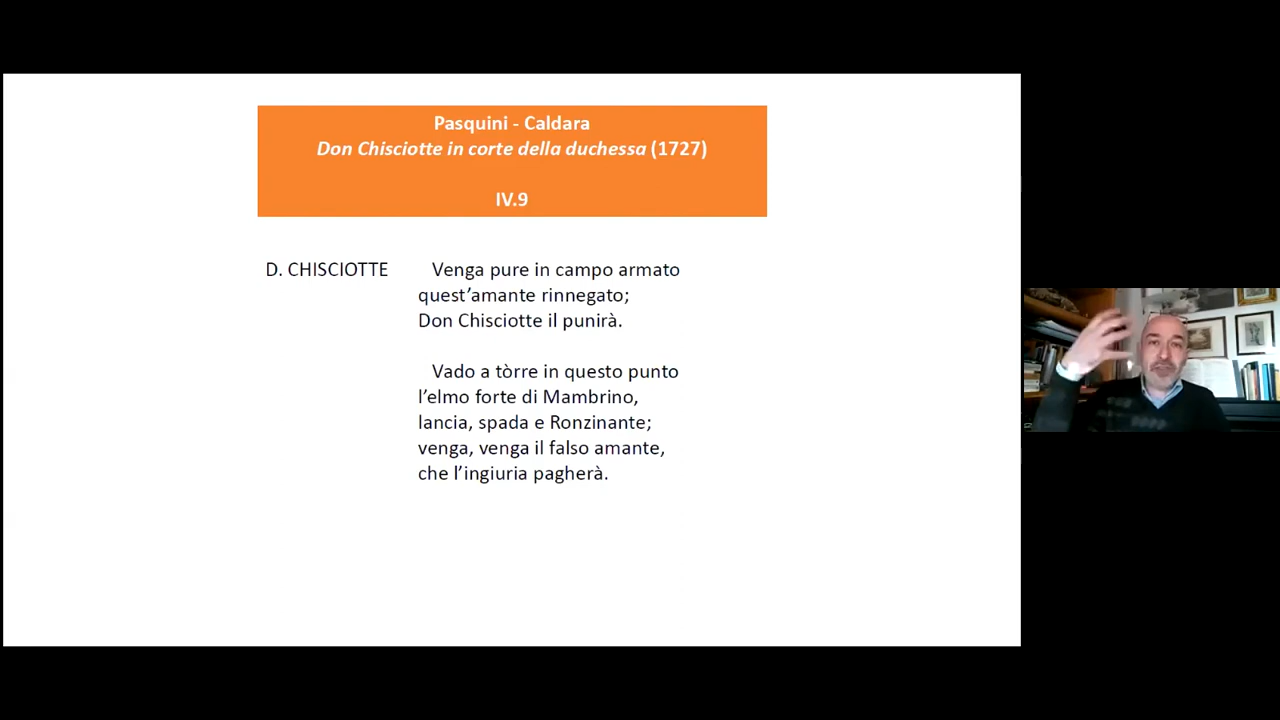 Pasquini - Caldara
Don Chisciotte in corte della duchessa (1727)
IV.9
D. CHISCIOTTE Venga pure in campo armato
quest’amante rinnegato;
Don Chisciotte il punirà.
Vado a tòrre in questo punto
l’elmo forte di Mambrino,
lancia, spada e Ronzinante;
venga, venga il falso amante,
che l’ingiuria pagherà.